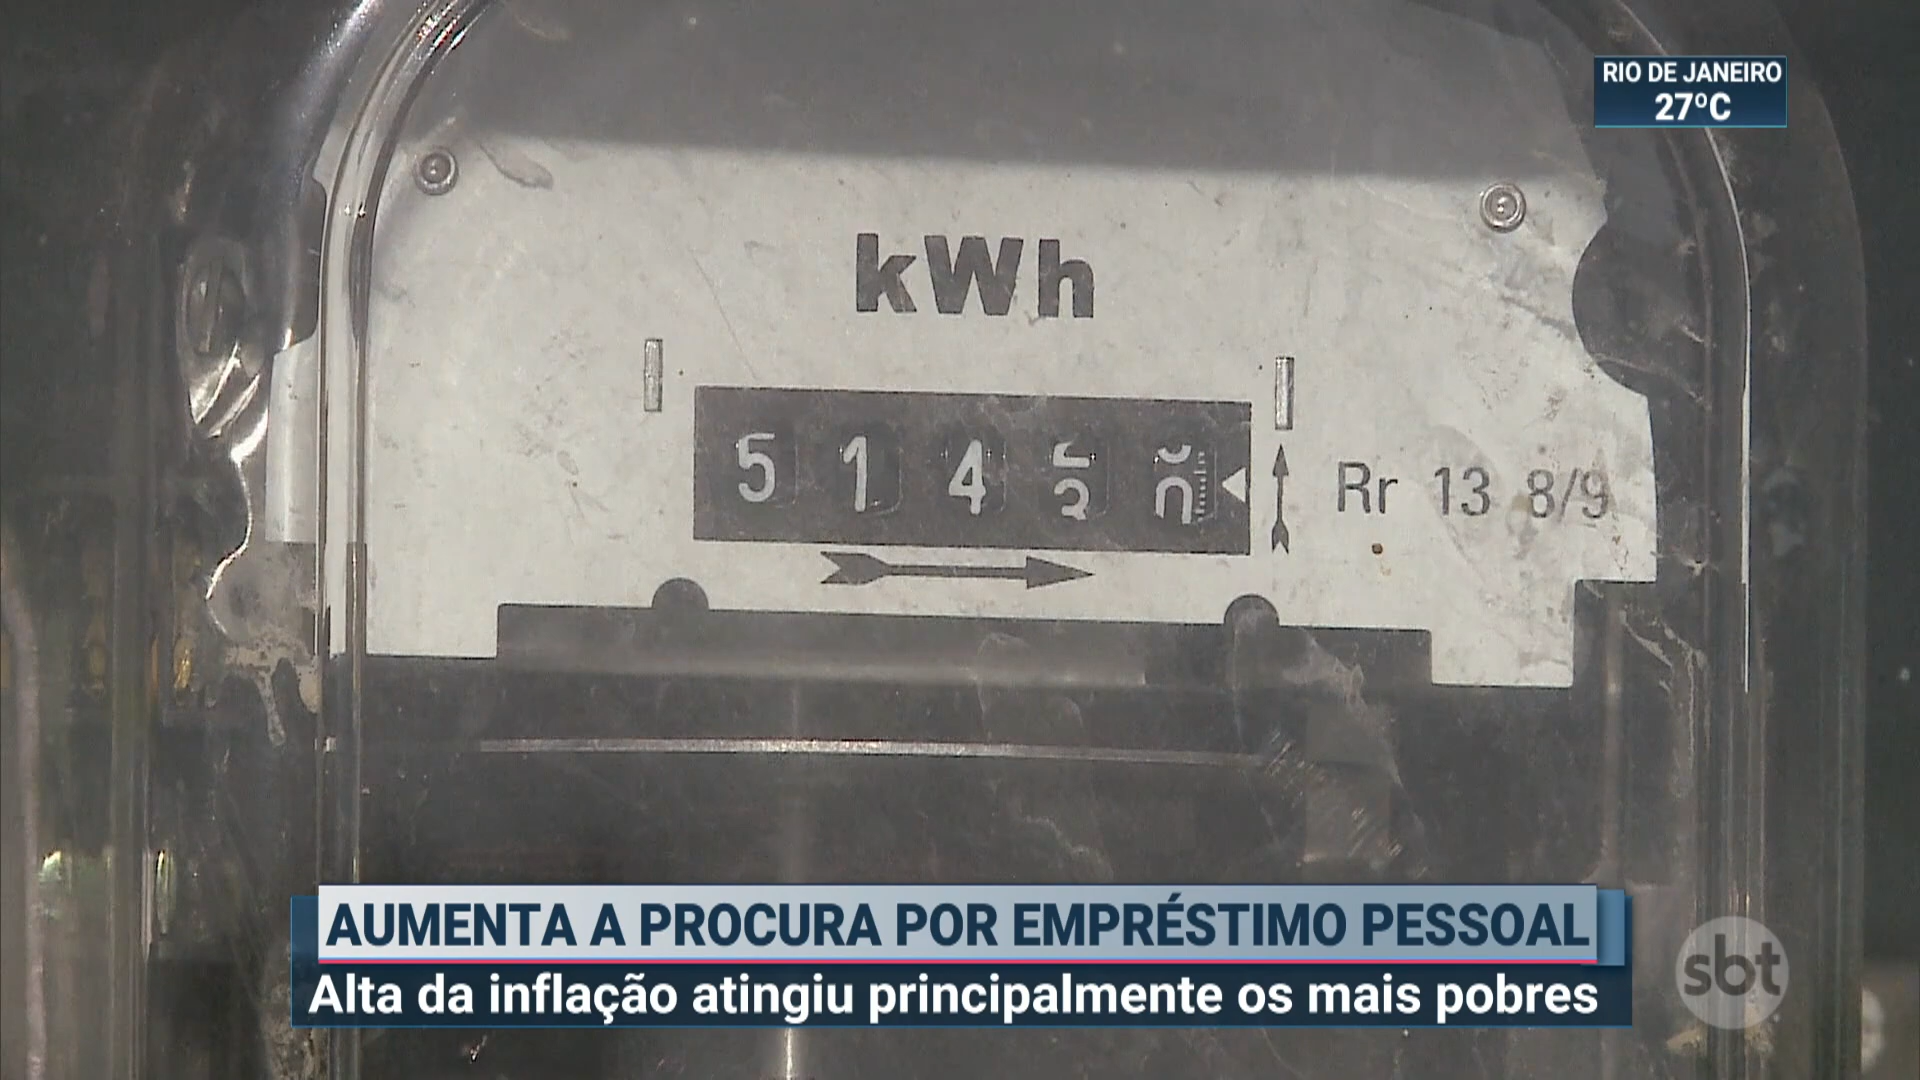 RIO DE JANEIRO
27ºC
kWh
5 1 4
Rr 13 8/9
AUMENTA A PROCURA POR EMPRÉSTIMO PESSOAL
Alta da inflação atingiu principalmente os mais pobres
sbt